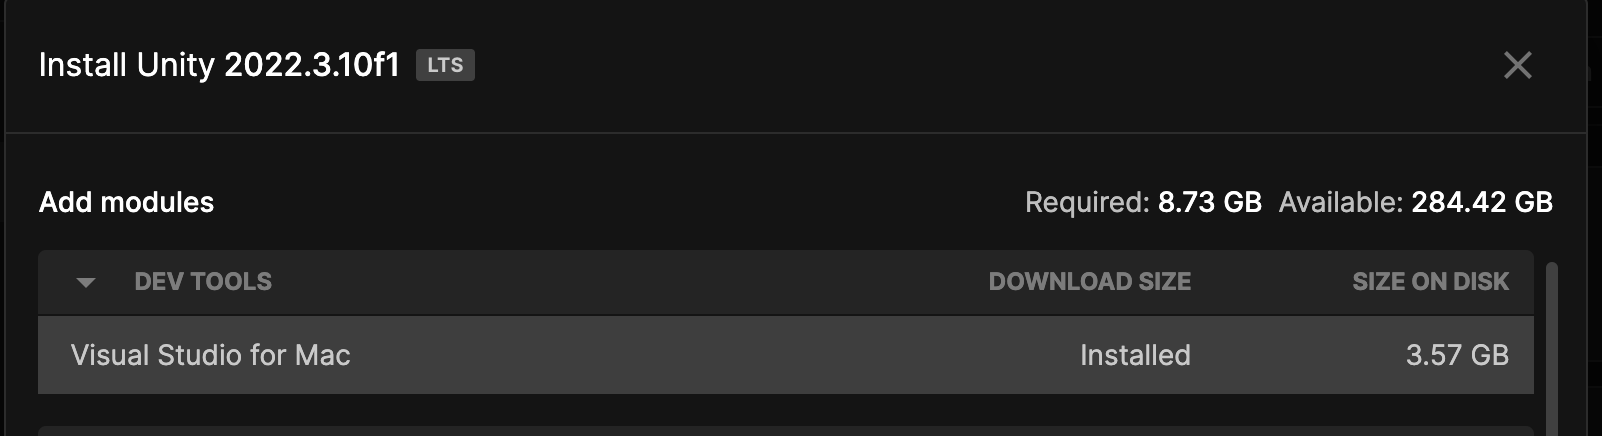 Install Unity 2022.3.10f1 LTS
Add modules Required: 8.73 GB Available: 284.42 GB
DEV TOOLS DOWNLOAD SIZE SIZE ON DISK
Visual Studio for Mac Installed 3.57 GB